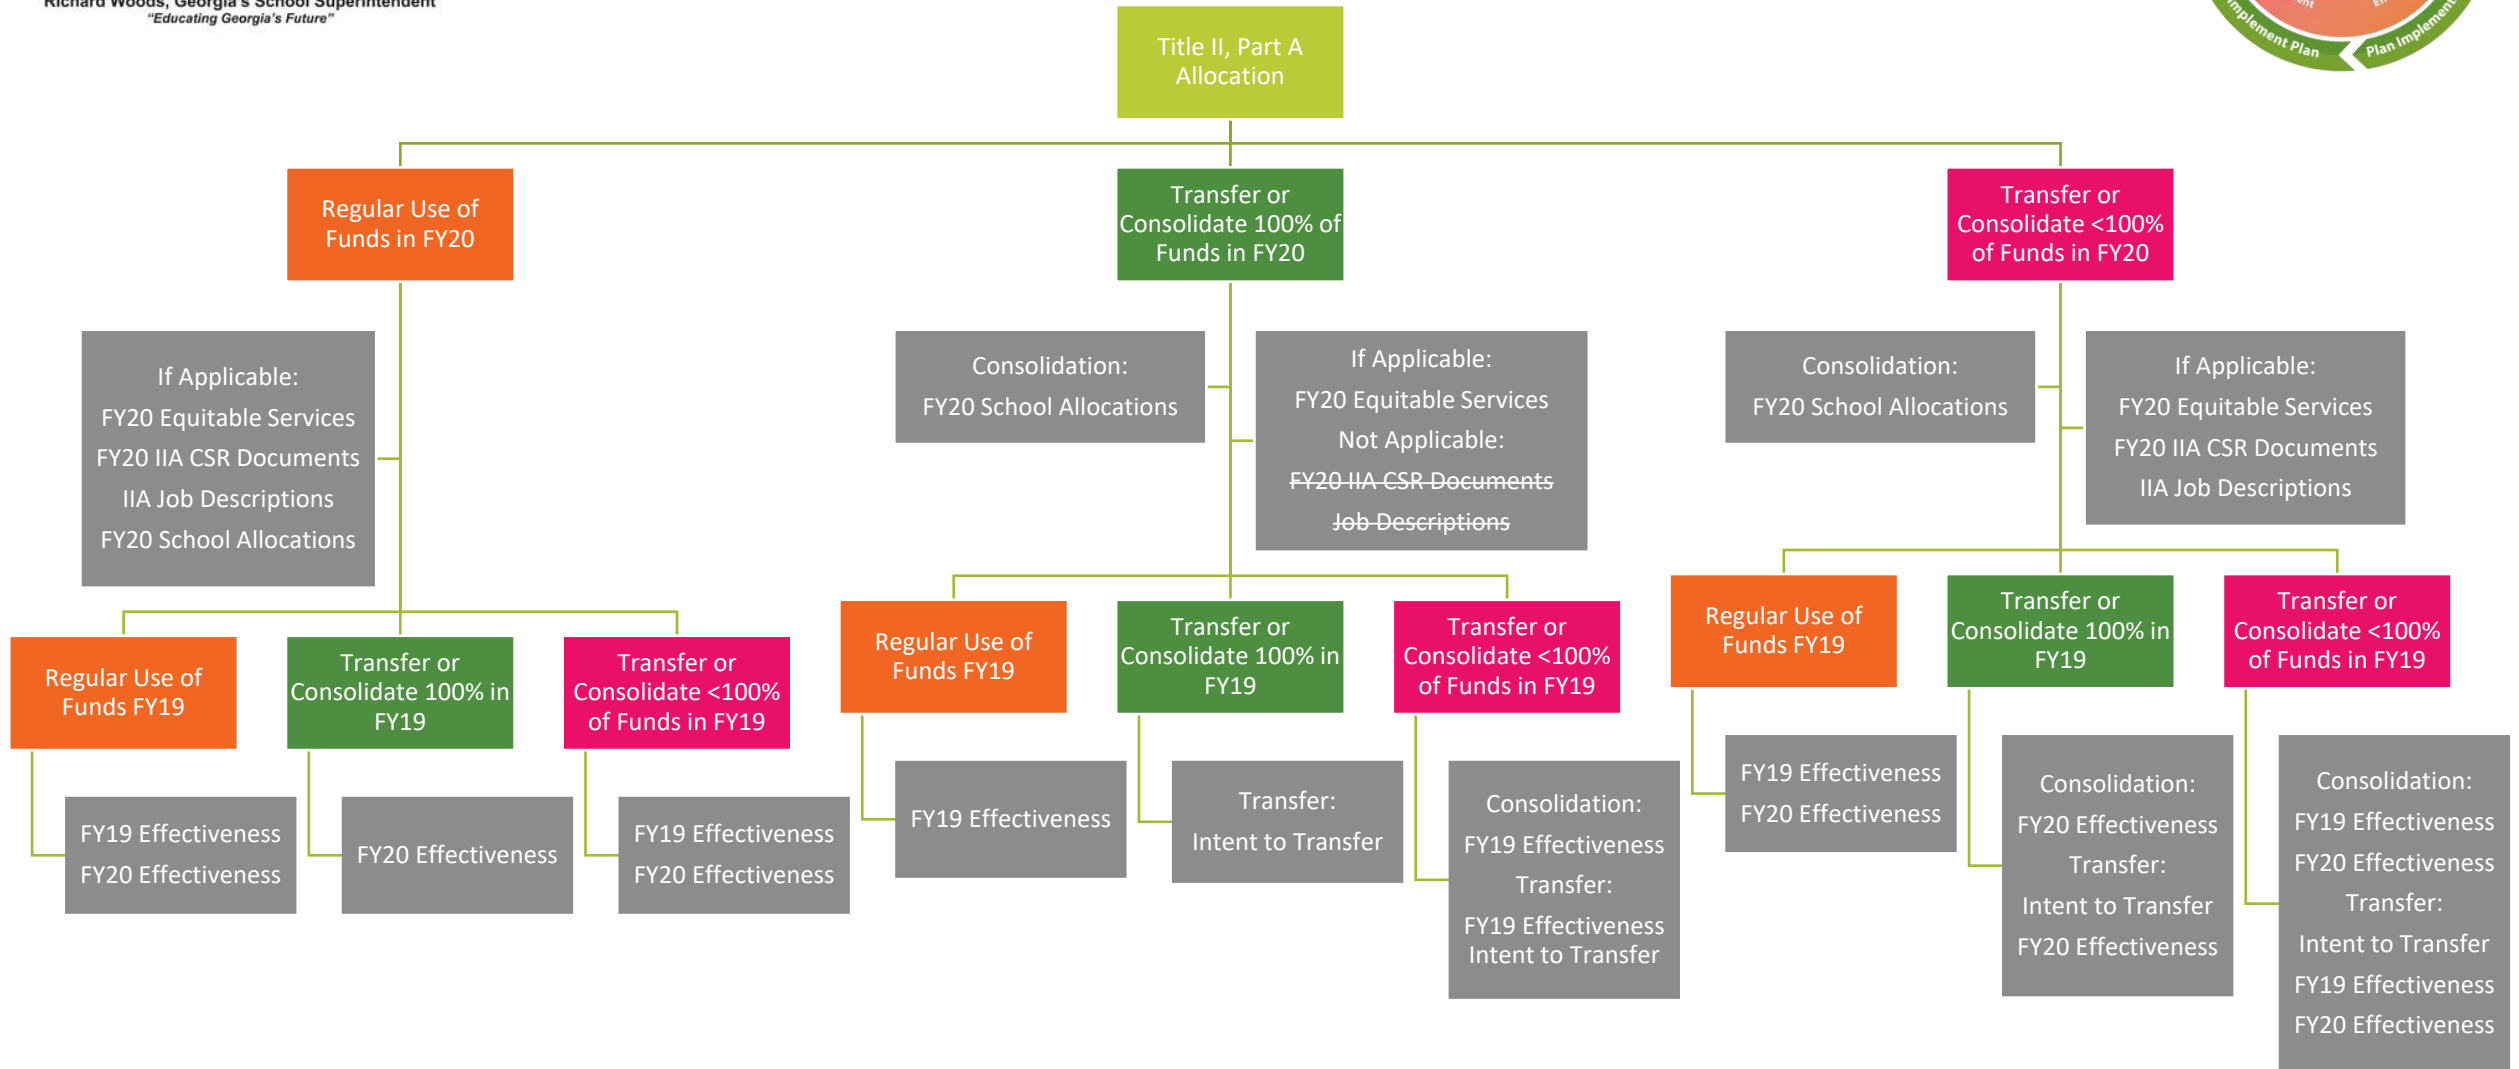 Richard Woods, Georgia's School Superintendent
"Educating Georgia's Future"
Implement Plan
Plan Implement
Title II, Part A
Allocation
Regular Use of
Funds in FY20
Transfer or
Consolidate 100% of
Funds in FY20
Transfer or
Consolidate <100%
of Funds in FY20
If Applicable:
FY20 Equitable Services
FY20 IIA CSR Documents
IIA Job Descriptions
FY20 School Allocations
Consolidation:
FY20 School Allocations
If Applicable:
FY20 Equitable Services
Not Applicable:
FY20 IIA CSR Documents
Job Descriptions
Consolidation:
FY20 School Allocations
If Applicable:
FY20 Equitable Services
FY20 IIA CSR Documents
IIA Job Descriptions
Regular Use of
Funds FY19
Transfer or
Consolidate 100% in
FY19
Transfer or
Consolidate <100%
of Funds in FY19
Regular Use of
Funds FY19
Transfer or
Consolidate 100% in
FY19
Transfer or
Consolidate <100%
of Funds in FY19
Regular Use of
Funds FY19
Transfer or
Consolidate 100% in
FY19
Transfer or
Consolidate <100%
of Funds in FY19
FY19 Effectiveness
FY20 Effectiveness
FY20 Effectiveness
FY19 Effectiveness
FY20 Effectiveness
FY19 Effectiveness
Transfer:
Intent to Transfer
Consolidation:
FY19 Effectiveness
Transfer:
FY19 Effectiveness
Intent to Transfer
FY19 Effectiveness
FY20 Effectiveness
Consolidation:
FY20 Effectiveness
Transfer:
Intent to Transfer
FY20 Effectiveness
Consolidation:
FY19 Effectiveness
FY20 Effectiveness
Transfer:
Intent to Transfer
FY19 Effectiveness
FY20 Effectiveness